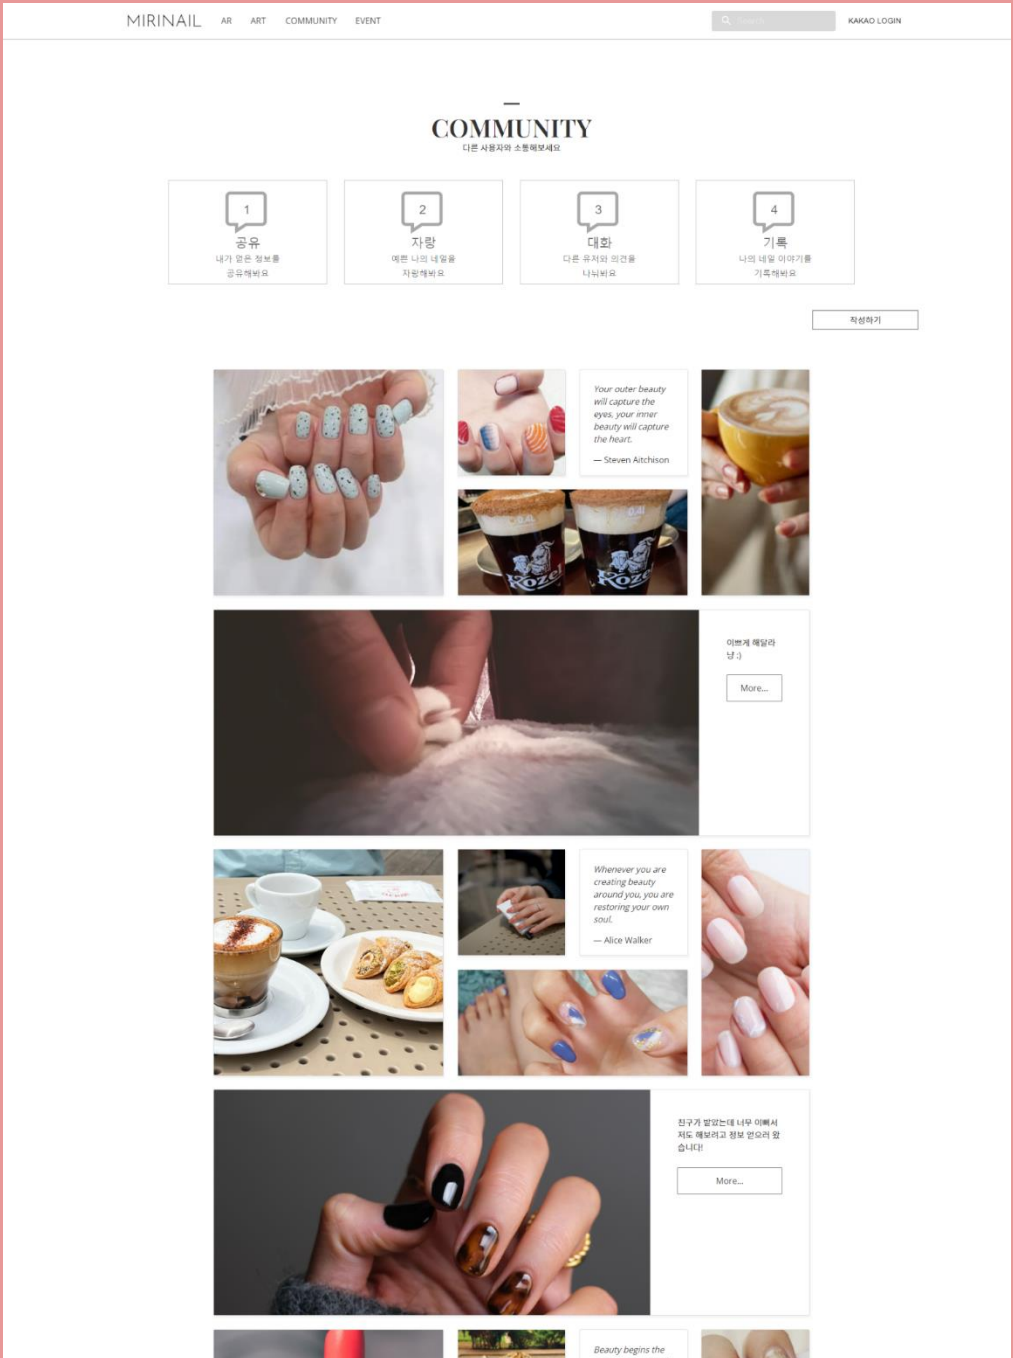 MIRINAIL AR ART COMMUNITY EVENT Search KAKAO LOGIN
COMMUNITY
다른 사용자와 소통해보세요
1
공유
내가 얻은 정보를
공유해봐요
2
자랑
예쁜 나의 네일을
자랑해봐요
3
대화
다른 유저와 의견을
나눠봐요
4
기록
나의 네일 이야기를
기록해봐요
작성하기
Your outer beauty
will capture the
eyes, your inner
beauty will capture
the heart.
— Steven Aitchison
0,4l
0,4l
Kozel
Kozel
이쁘게 해달라
냥 :)
More...
Whenever you are
creating beauty
around you, you are
restoring your own
soul.
— Alice Walker
친구가 받았는데 너무 이뻐서
저도 해보려고 정보 얻으러 왔
습니다!
More...
Beauty begins the